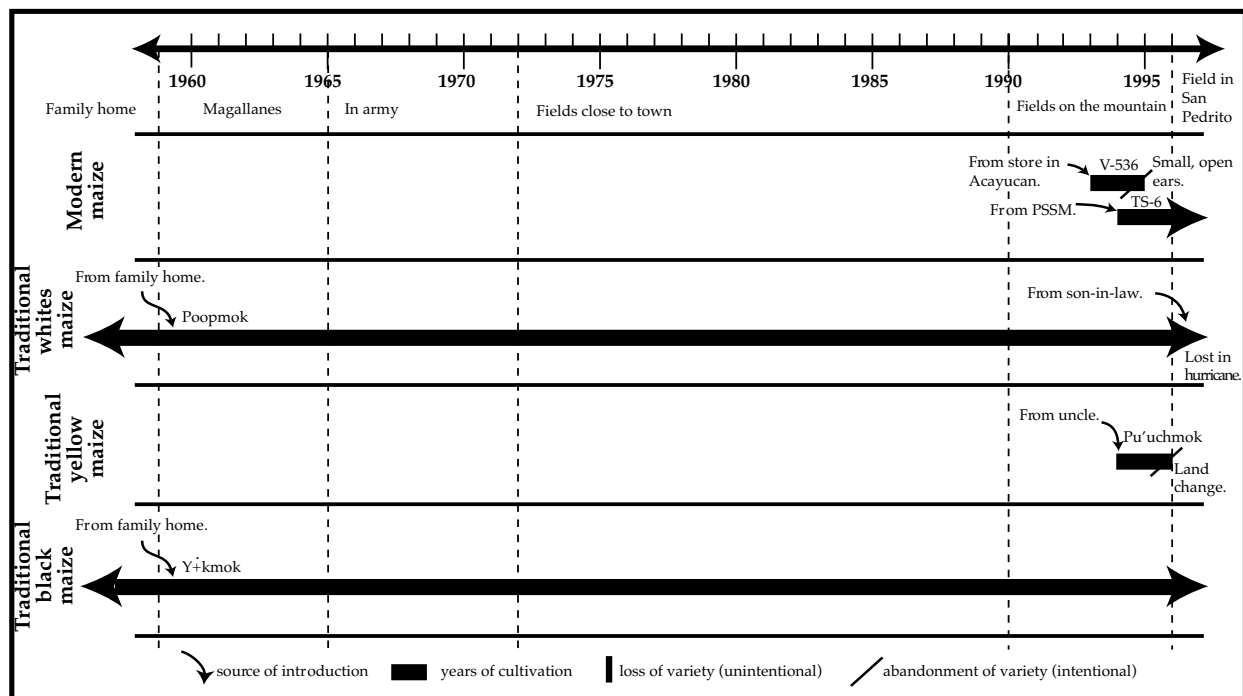 1960 1965 1970 1975 1980 1985 1990 1995
Family home Magallanes In army Fields close to town Fields on the mountain
Field in
San
Pedrito
Modern
maize
From store in
Acayucan.
V-536
Small, open
ears.
From PSSM.
TS-6
Traditional
whites
maize
From family home.
Poopmok
From son-in-law.
Lost in
hurricane.
Traditional
yellow
maize
From uncle.
Pu'uchmok
Land
change.
Traditional
black
maize
From family home.
Y+̇kmok
source of introduction years of cultivation loss of variety (unintentional) abandonment of variety (intentional)